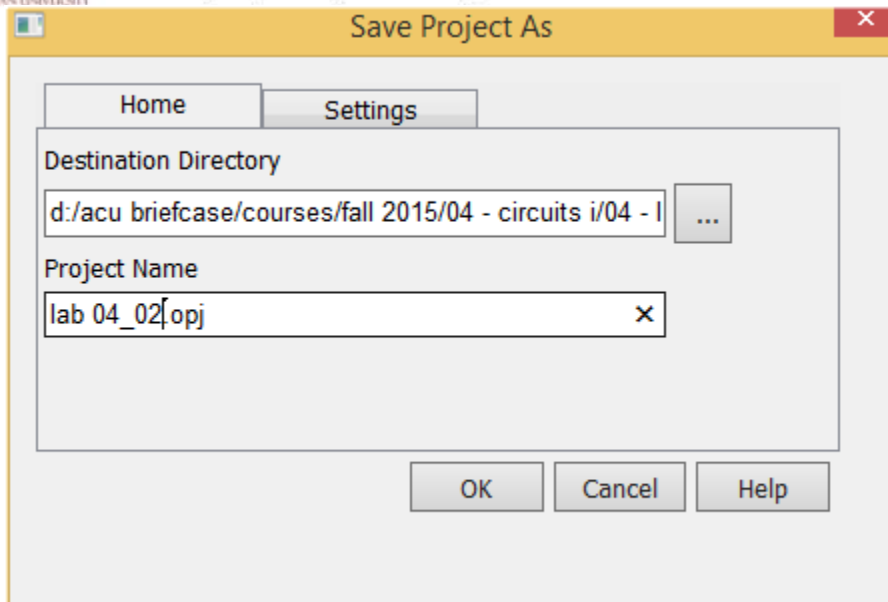 Save Project As
Home
Settings
Destination Directory
d:/acu briefcase/courses/fall 2015/04 - circuits i/04 - l
...
Project Name
lab 04_02.opj
OK
Cancel
Help